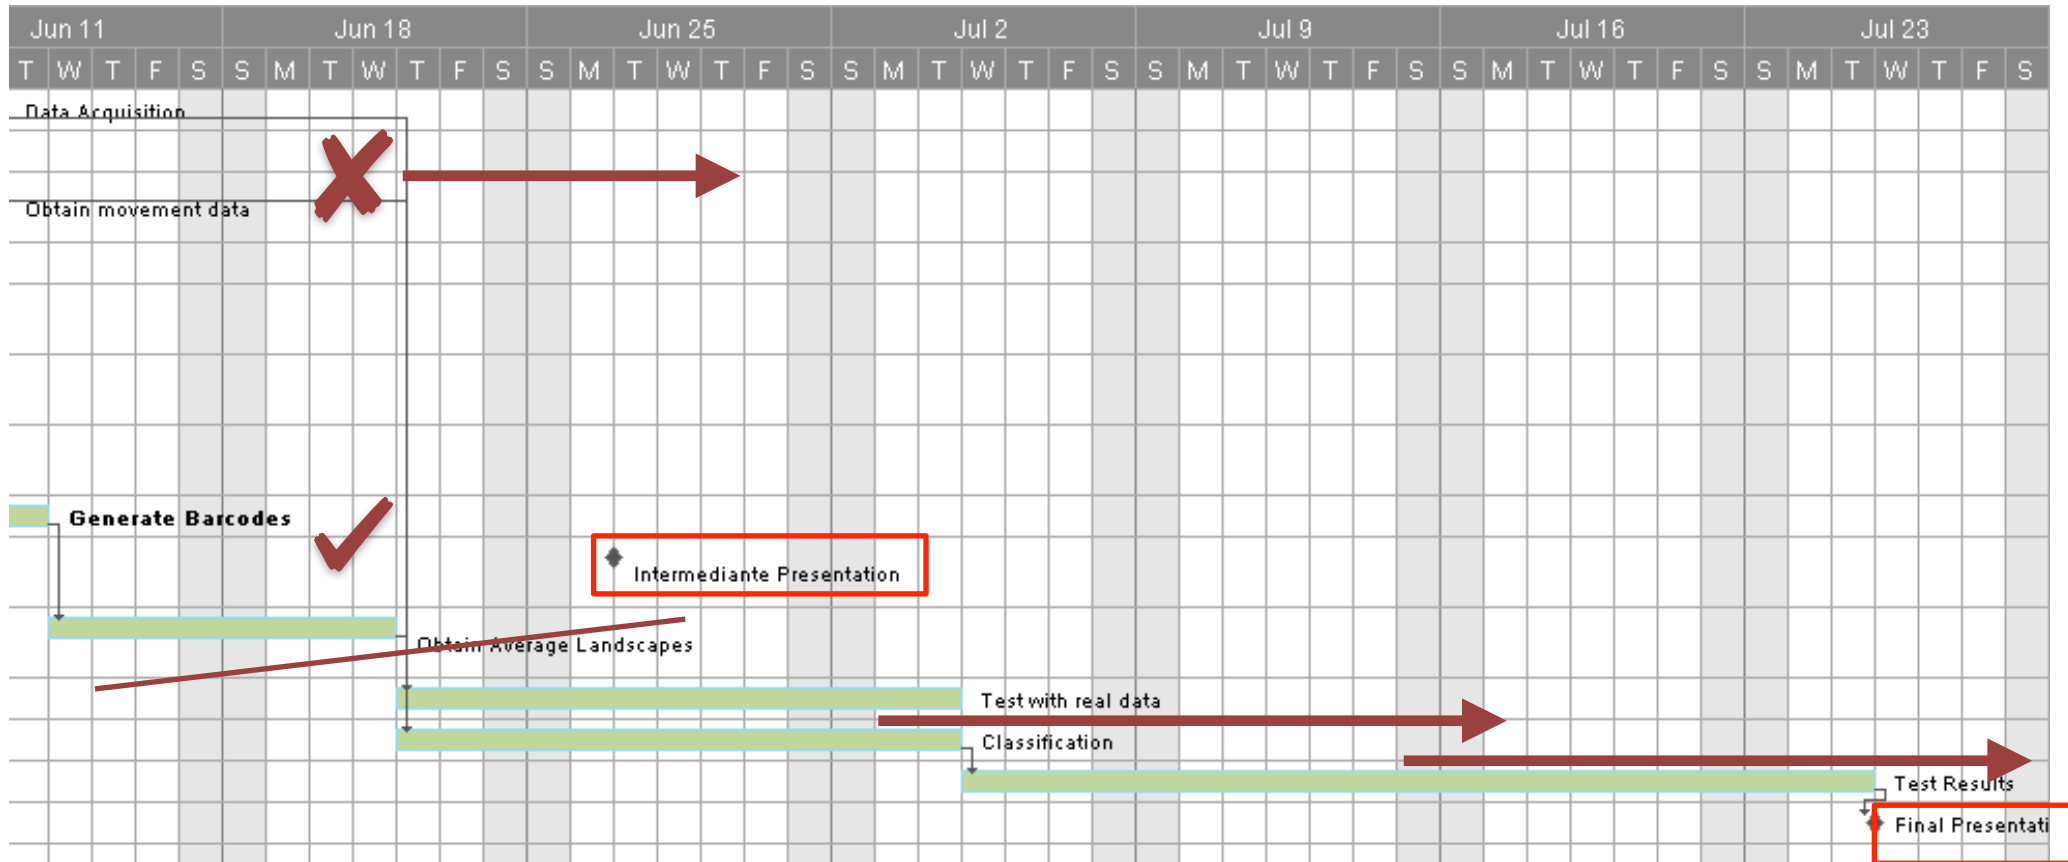 Jun 11 Jun 18 Jun 25 Jul 2 Jul 9 Jul 16 Jul 23
T W T F S S M T W T F S S M T W T F S S M T W T F S S M T W T F S S M T W T F S S M T W T F S
Data Acquisition
Obtain movement data
Generate Barcodes
Intermediante Presentation
Obtain Average Landscapes
Test with real data
Classification
Test Results
Final Presentati